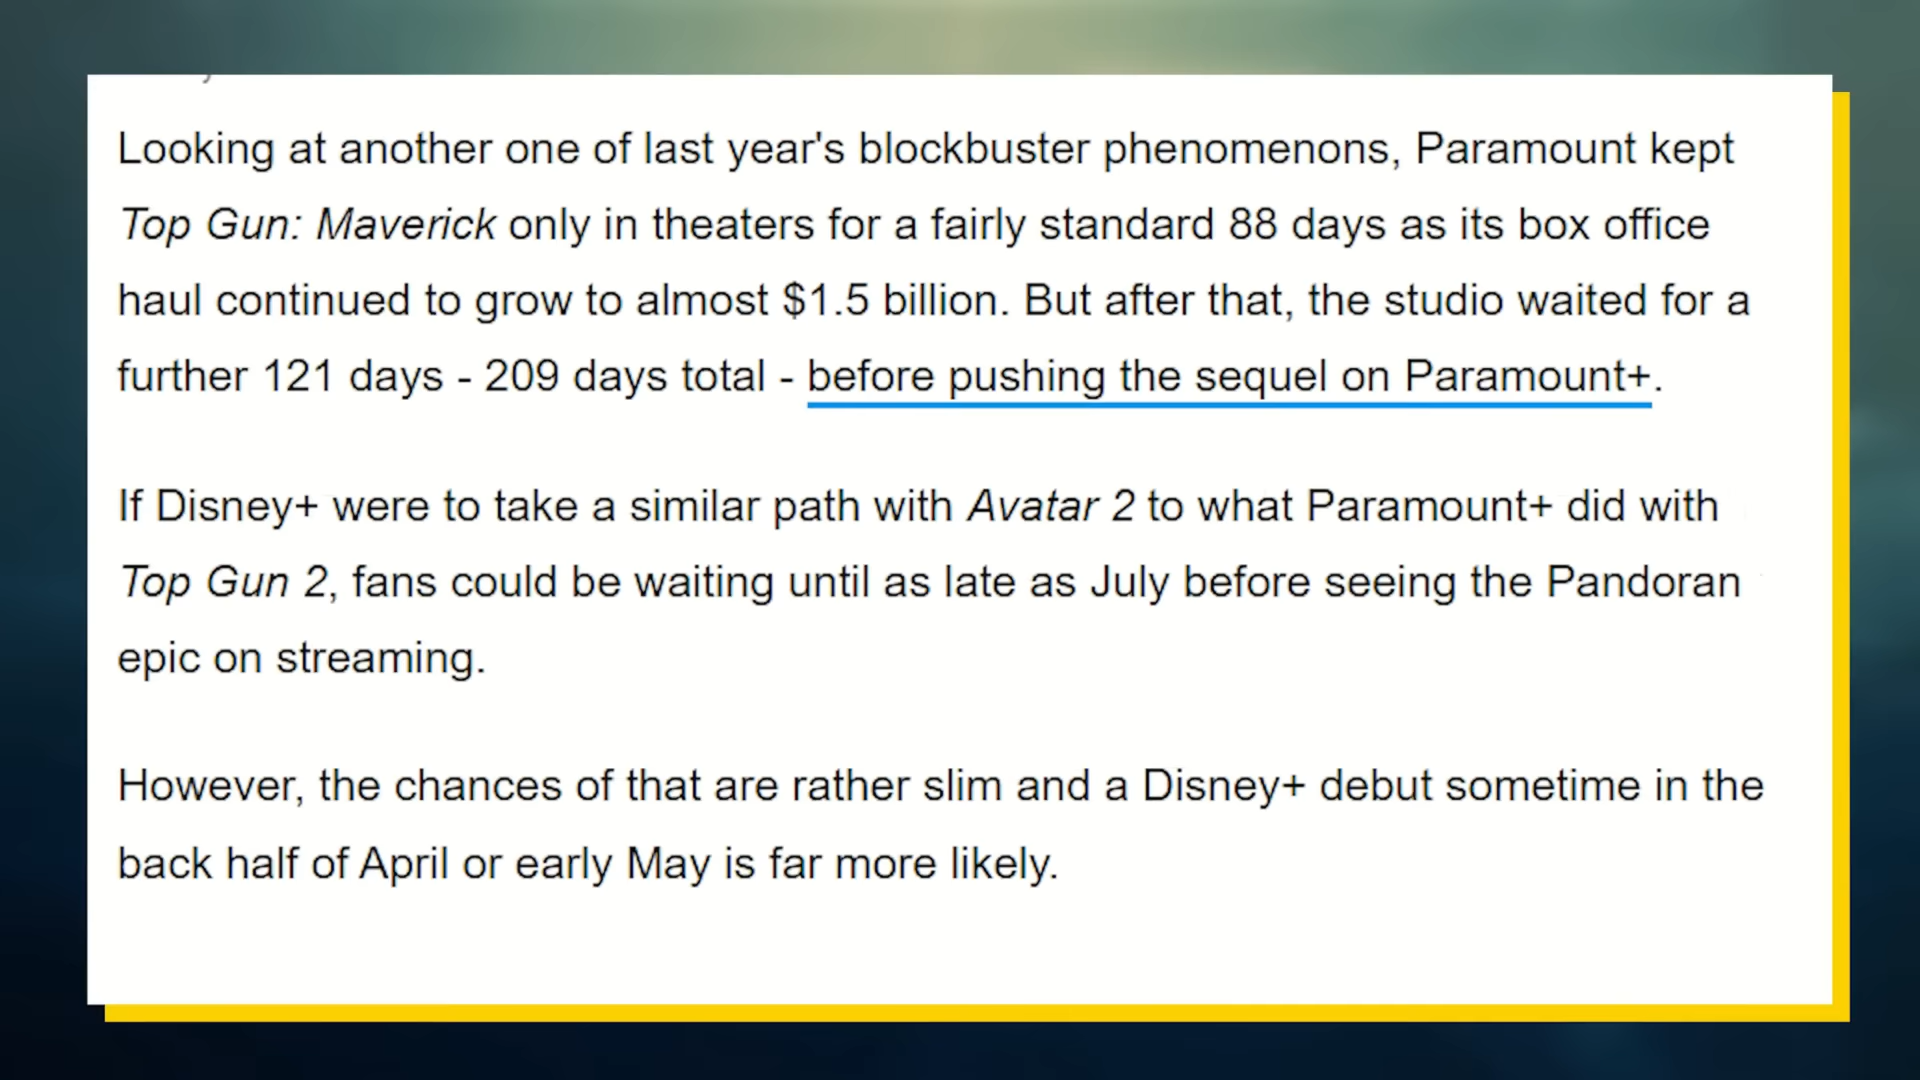 Looking at another one of last year's blockbuster phenomenons, Paramount kept
Top Gun: Maverick only in theaters for a fairly standard 88 days as its box office
haul continued to grow to almost $1.5 billion. But after that, the studio waited for a
further 121 days - 209 days total - before pushing the sequel on Paramount+.
If Disney+ were to take a similar path with Avatar 2 to what Paramount+ did with
Top Gun 2, fans could be waiting until as late as July before seeing the Pandoran
epic on streaming.
However, the chances of that are rather slim and a Disney+ debut sometime in the
back half of April or early May is far more likely.